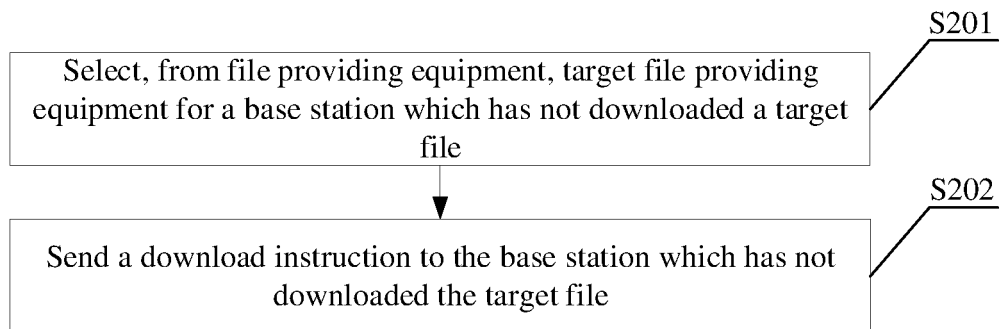 S201
Select, from file providing equipment, target file providing
equipment for a base station which has not downloaded a target
file
S202
Send a download instruction to the base station which has not
downloaded the target file